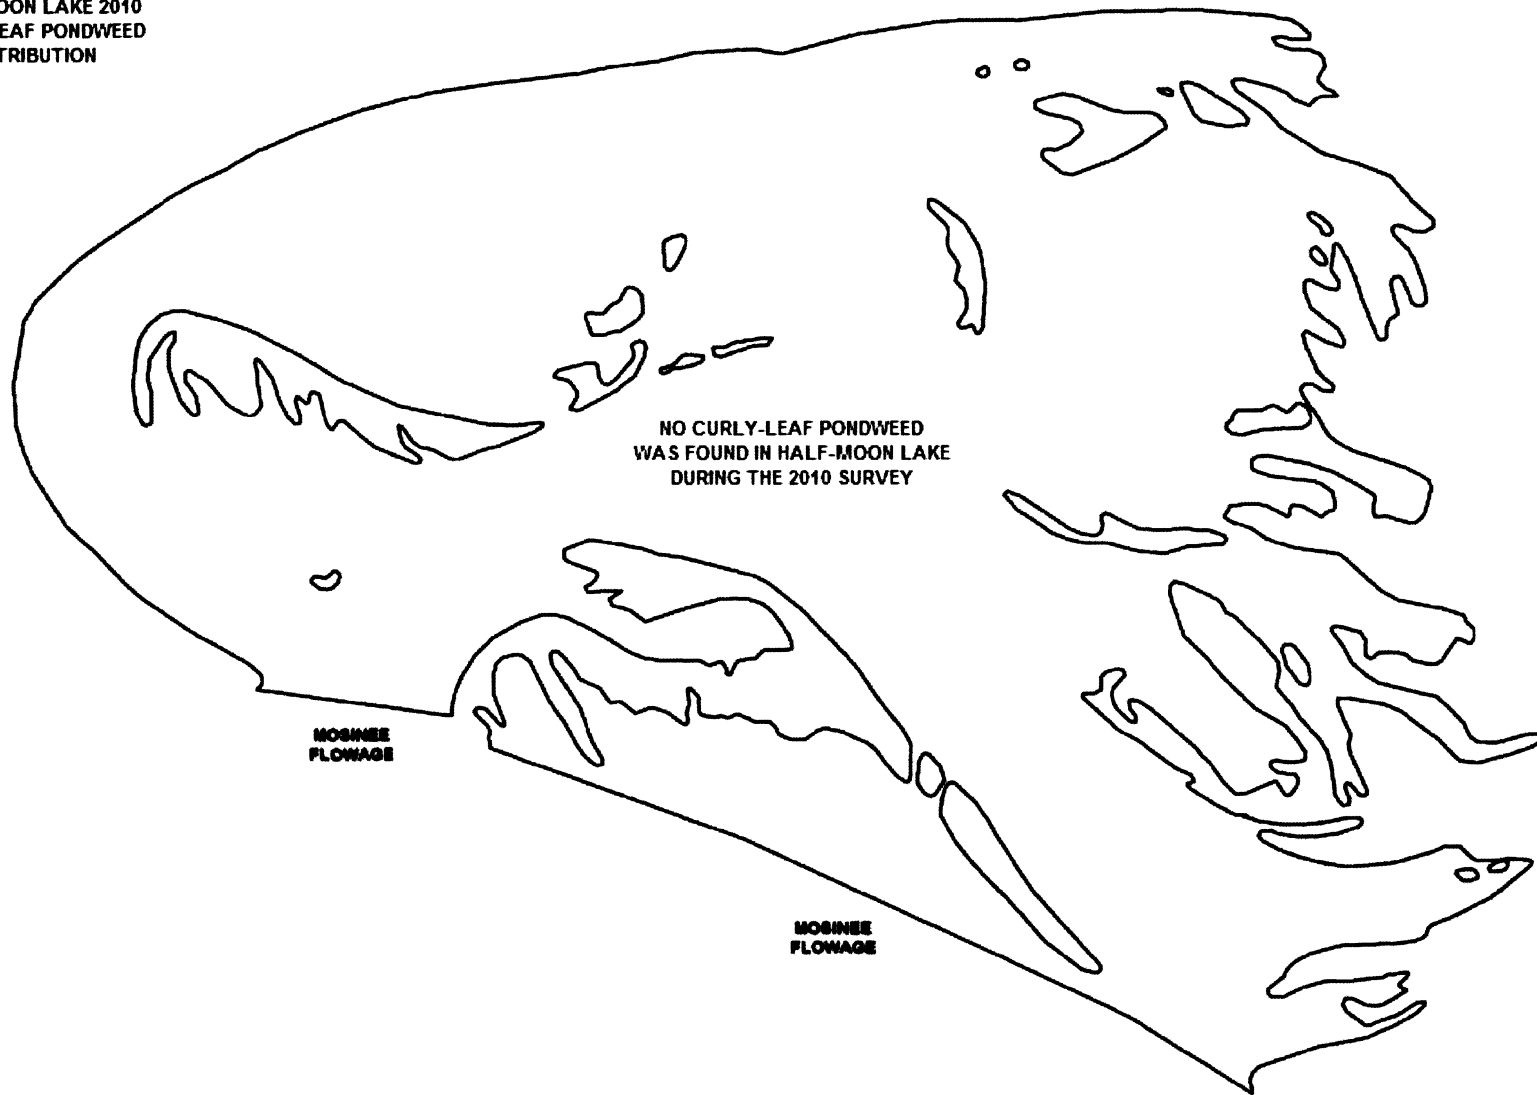 OON LAKE 2010
EAF PONDWEED
TRIBUTION
NO CURLY-LEAF PONDWEED
WAS FOUND IN HALF-MOON LAKE
DURING THE 2010 SURVEY
MOSINEE
FLOWAGE
MOSINEE
FLOWAGE